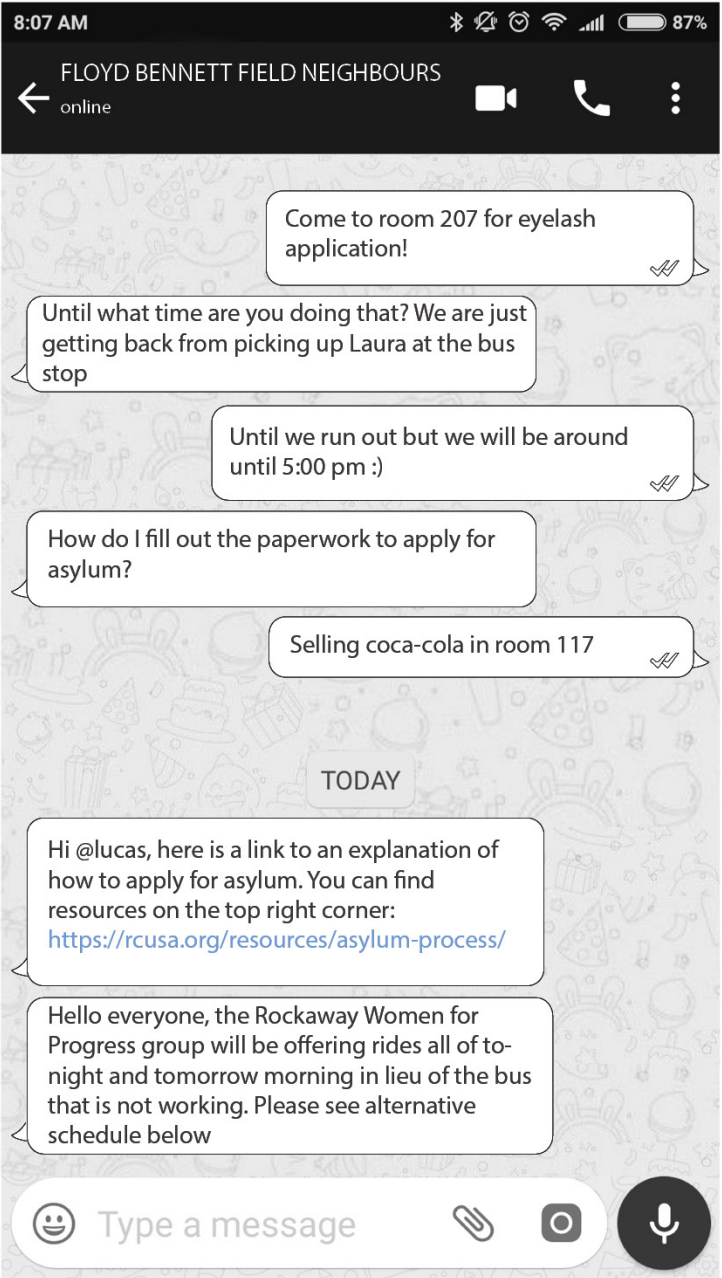 8:07 AM 87%
FLOYD BENNETT FIELD NEIGHBOURS
online
Come to room 207 for eyelash
application!
Until what time are you doing that? We are just
getting back from picking up Laura at the bus
stop
Until we run out but we will be around
until 5:00 pm :)
How do I fill out the paperwork to apply for
asylum?
Selling coca-cola in room 117
TODAY
Hi @lucas, here is a link to an explanation of
how to apply for asylum. You can find
resources on the top right corner:
https://rcusa.org/resources/asylum-process/
Hello everyone, the Rockaway Women for
Progress group will be offering rides all of to-
night and tomorrow morning in lieu of the bus
that is not working. Please see alternative
schedule below
Type a message